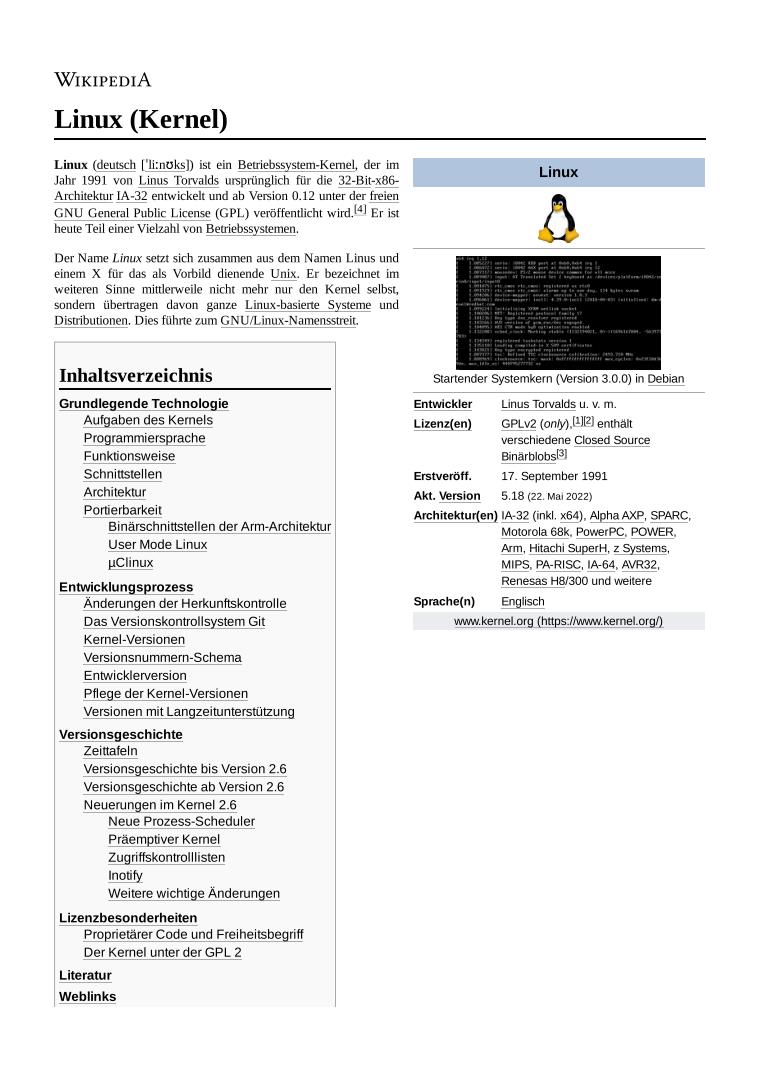 WIKIPEDIA
Linux (Kernel)
Linux (deutsch [ˈliːnʊks]) ist ein Betriebssystem-Kernel, der im
Jahr 1991 von Linus Torvalds ursprünglich für die 32-Bit-x86-
Architektur IA-32 entwickelt und ab Version 0.12 unter der freien
GNU General Public License (GPL) veröffentlicht wird.[4] Er ist
heute Teil einer Vielzahl von Betriebssystemen.
Der Name Linux setzt sich zusammen aus dem Namen Linus und
einem X für das als Vorbild dienende Unix. Er bezeichnet im
weiteren Sinne mittlerweile nicht mehr nur den Kernel selbst,
sondern übertragen davon ganze Linux-basierte Systeme und
Distributionen. Dies führte zum GNU/Linux-Namensstreit.
Inhaltsverzeichnis
Grundlegende Technologie
Aufgaben des Kernels
Programmiersprache
Funktionsweise
Schnittstellen
Architektur
Portierbarkeit
Binärschnittstellen der Arm-Architektur
User Mode Linux
µClinux
Entwicklungsprozess
Änderungen der Herkunftskontrolle
Das Versionskontrollsystem Git
Kernel-Versionen
Versionsnummern-Schema
Entwicklerversion
Pflege der Kernel-Versionen
Versionen mit Langzeitunterstützung
Versionsgeschichte
Zeittafeln
Versionsgeschichte bis Version 2.6
Versionsgeschichte ab Version 2.6
Neuerungen im Kernel 2.6
Neue Prozess-Scheduler
Präemptiver Kernel
Zugriffskontrolllisten
Inotify
Weitere wichtige Änderungen
Lizenzbesonderheiten
Proprietärer Code und Freiheitsbegriff
Der Kernel unter der GPL 2
Literatur
Weblinks
Linux
Startender Systemkern (Version 3.0.0) in Debian
Entwickler Linus Torvalds u. v. m.
Lizenz(en) GPLv2 (only),[1][2] enthält
verschiedene Closed Source
Binärblobs[3]
Erstveröff. 17. September 1991
Akt. Version 5.18 (22. Mai 2022)
Architektur(en) IA-32 (inkl. x64), Alpha AXP, SPARC,
Motorola 68k, PowerPC, POWER,
Arm, Hitachi SuperH, z Systems,
MIPS, PA-RISC, IA-64, AVR32,
Renesas H8/300 und weitere
Sprache(n) Englisch
www.kernel.org (https://www.kernel.org/)